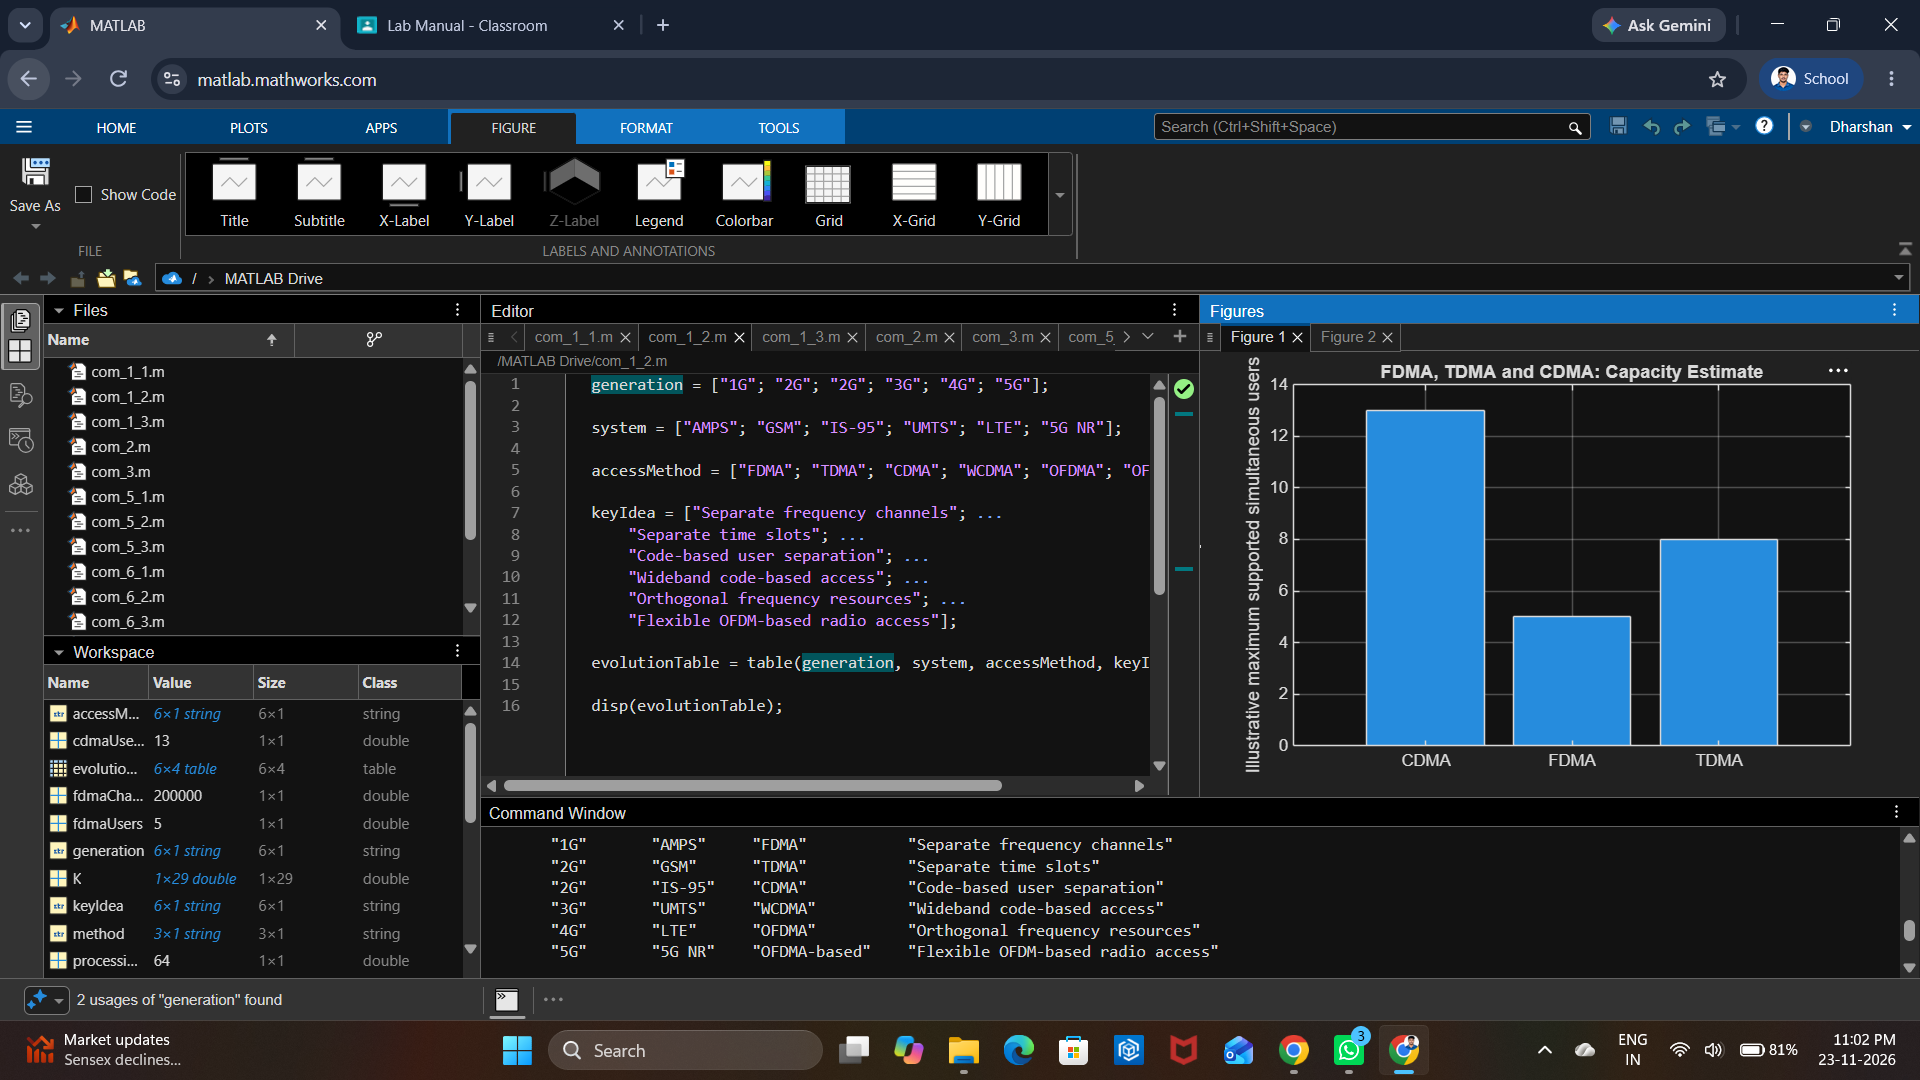 MATLAB
Lab Manual - Classroom
Ask Gemini
matlab.mathworks.com
School
HOME
PLOTS
APPS
FIGURE
FORMAT
TOOLS
Search (Ctrl+Shift+Space)
Dharshan
Save As
Show Code
Title
Subtitle
X-Label
Y-Label
Z-Label
Legend
Colorbar
Grid
X-Grid
Y-Grid
FILE
LABELS AND ANNOTATIONS
/ › MATLAB Drive
Files
Name
com_1_1.m
com_1_2.m
com_1_3.m
com_2.m
com_3.m
com_5_1.m
com_5_2.m
com_5_3.m
com_6_1.m
com_6_2.m
com_6_3.m
Workspace
Name Value Size Class
accessM... 6×1 string 6×1 string
cdmaUse... 13 1×1 double
evolutio... 6×4 table 6×4 table
fdmaCha... 200000 1×1 double
fdmaUsers 5 1×1 double
generation 6×1 string 6×1 string
K 1×29 double 1×29 double
keyIdea 6×1 string 6×1 string
method 3×1 string 3×1 string
processi... 64 1×1 double
Editor
com_1_1.m com_1_2.m com_1_3.m com_2.m com_3.m com_5_
/MATLAB Drive/com_1_2.m
1 generation = ["1G"; "2G"; "2G"; "3G"; "4G"; "5G"];
2
3 system = ["AMPS"; "GSM"; "IS-95"; "UMTS"; "LTE"; "5G NR"];
4
5 accessMethod = ["FDMA"; "TDMA"; "CDMA"; "WCDMA"; "OFDMA"; "OF
6
7 keyIdea = ["Separate frequency channels"; ...
8 "Separate time slots"; ...
9 "Code-based user separation"; ...
10 "Wideband code-based access"; ...
11 "Orthogonal frequency resources"; ...
12 "Flexible OFDM-based radio access"];
13
14 evolutionTable = table(generation, system, accessMethod, keyI
15
16 disp(evolutionTable);
Figures
Figure 1 Figure 2
FDMA, TDMA and CDMA: Capacity Estimate
Illustrative maximum supported simultaneous users
14
12
10
8
6
4
2
0
CDMA FDMA TDMA
Command Window
"1G" "AMPS" "FDMA" "Separate frequency channels"
"2G" "GSM" "TDMA" "Separate time slots"
"2G" "IS-95" "CDMA" "Code-based user separation"
"3G" "UMTS" "WCDMA" "Wideband code-based access"
"4G" "LTE" "OFDMA" "Orthogonal frequency resources"
"5G" "5G NR" "OFDMA-based" "Flexible OFDM-based radio access"
2 usages of "generation" found
Market updates
Sensex declines...
Search
3
ENG
IN
81%
11:02 PM
23-11-2026